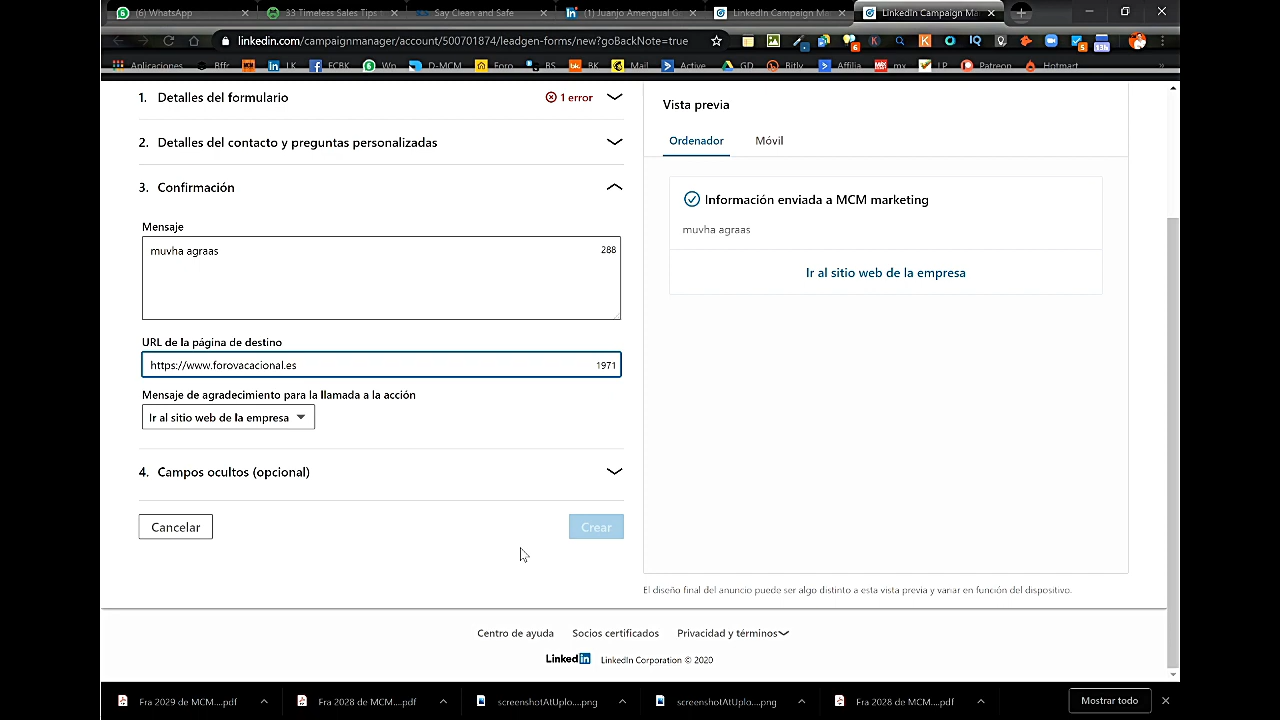 (6) WhatsApp
33 Timeless Sales Tips
Say Clean and Safe
(1) Juanjo Amengual G
LinkedIn Campaign Ma
LinkedIn Campaign Ma
linkedin.com/campaignmanager/account/500701874/leadgen-forms/new?goBackNote=true
Aplicaciones Bffr LK FCBK Wp D-MCM Foro BS BK Mail Active GD Bitly Affilia mx LP Patreon Hotmart
1. Detalles del formulario
1 error
2. Detalles del contacto y preguntas personalizadas
3. Confirmación
Mensaje
muvha agraas
288
URL de la página de destino
https://www.forovacacional.es
1971
Mensaje de agradecimiento para la llamada a la acción
Ir al sitio web de la empresa
4. Campos ocultos (opcional)
Cancelar
Crear
Vista previa
Ordenador
Móvil
Información enviada a MCM marketing
muvha agraas
Ir al sitio web de la empresa
El diseño final del anuncio puede ser algo distinto a esta vista previa y variar en función del dispositivo.
Centro de ayuda
Socios certificados
Privacidad y términos
LinkedIn
LinkedIn Corporation © 2020
Fra 2029 de MCM....pdf
Fra 2028 de MCM....pdf
screenshotAtUplo....png
screenshotAtUplo....png
Fra 2028 de MCM....pdf
Mostrar todo